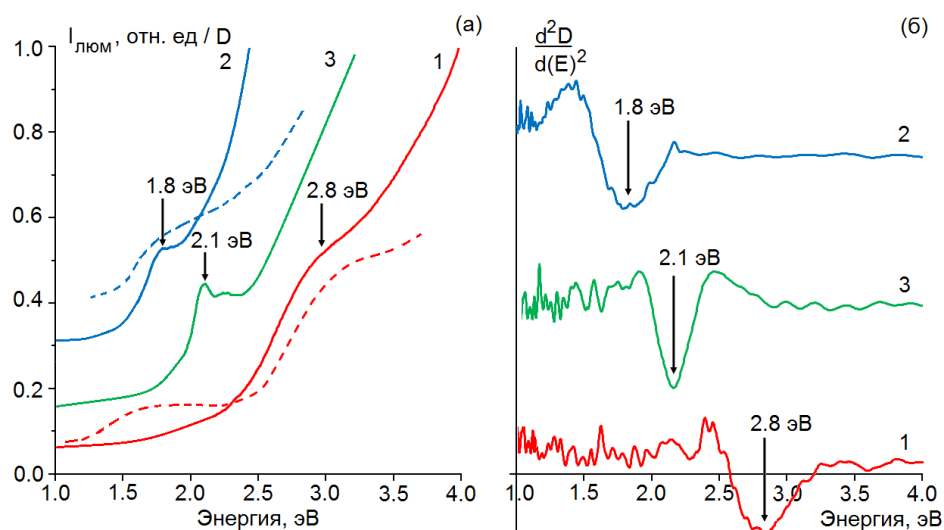 I люм , отн. ед / D
(а)
2
3
1
1.8 эВ
2.1 эВ
2.8 эВ
1.0
0.8
0.6
0.4
0.2
0.0
1.0 1.5 2.0 2.5 3.0 3.5 4.0
Энергия, эВ
d²D
d(E)²
(б)
1.8 эВ
2
2.1 эВ
3
2.8 эВ
1
1.0 1.5 2.0 2.5 3.0 3.5 4.0
Энергия, эВ